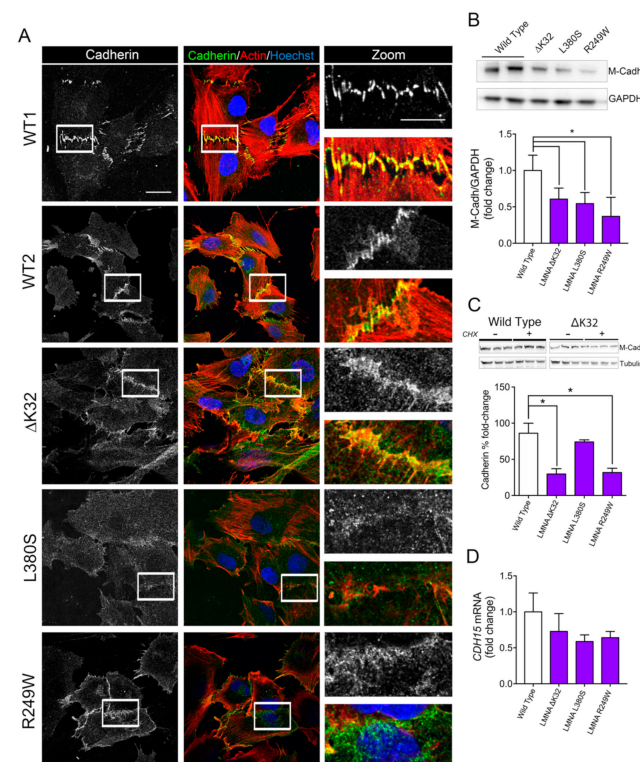 A
Cadherin
Cadherin/Actin/Hoechst
Zoom
WT1
WT2
ΔK32
L380S
R249W
B
Wild Type
ΔK32
L380S
R249W
M-Cadh
GAPDH
M-Cadh/GAPDH
(fold change)
1.5
1.0
0.5
0.0
*
Wild Type
LMNA ΔK32
LMNA L380S
LMNA R249W
C
Wild Type
ΔK32
CHX
–
+
–
+
M-Cad
Tubulin
Cadherin % fold-change
150
100
50
0
*
*
Wild Type
LMNA ΔK32
LMNA L380S
LMNA R249W
D
CDH15 mRNA
(fold change)
1.5
1.0
0.5
0.0
Wild Type
LMNA ΔK32
LMNA L380S
LMNA R249W